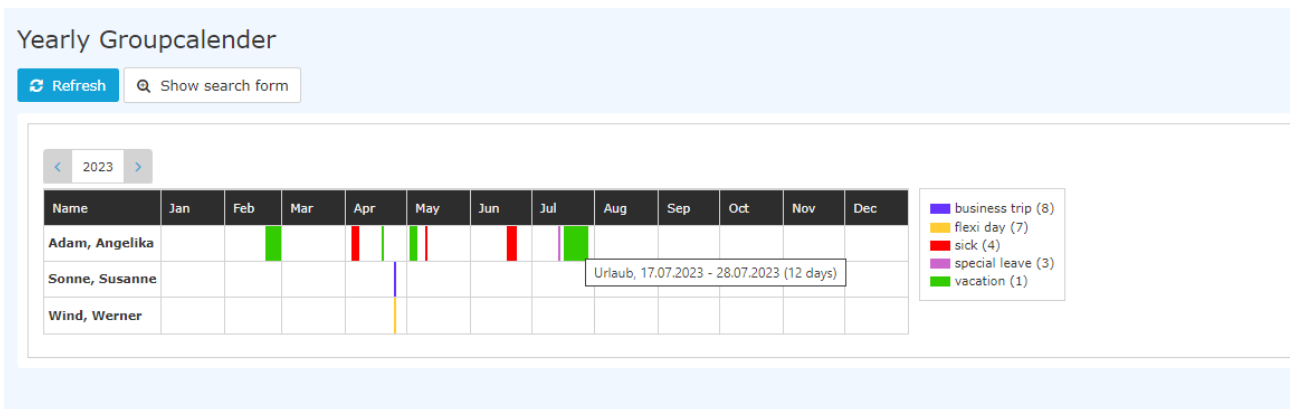 Yearly Groupcalender
Refresh Show search form
2023
Name Jan Feb Mar Apr May Jun Jul Aug Sep Oct Nov Dec
Adam, Angelika
Sonne, Susanne
Wind, Werner
Urlaub, 17.07.2023 - 28.07.2023 (12 days)
business trip (8)
flexi day (7)
sick (4)
special leave (3)
vacation (1)